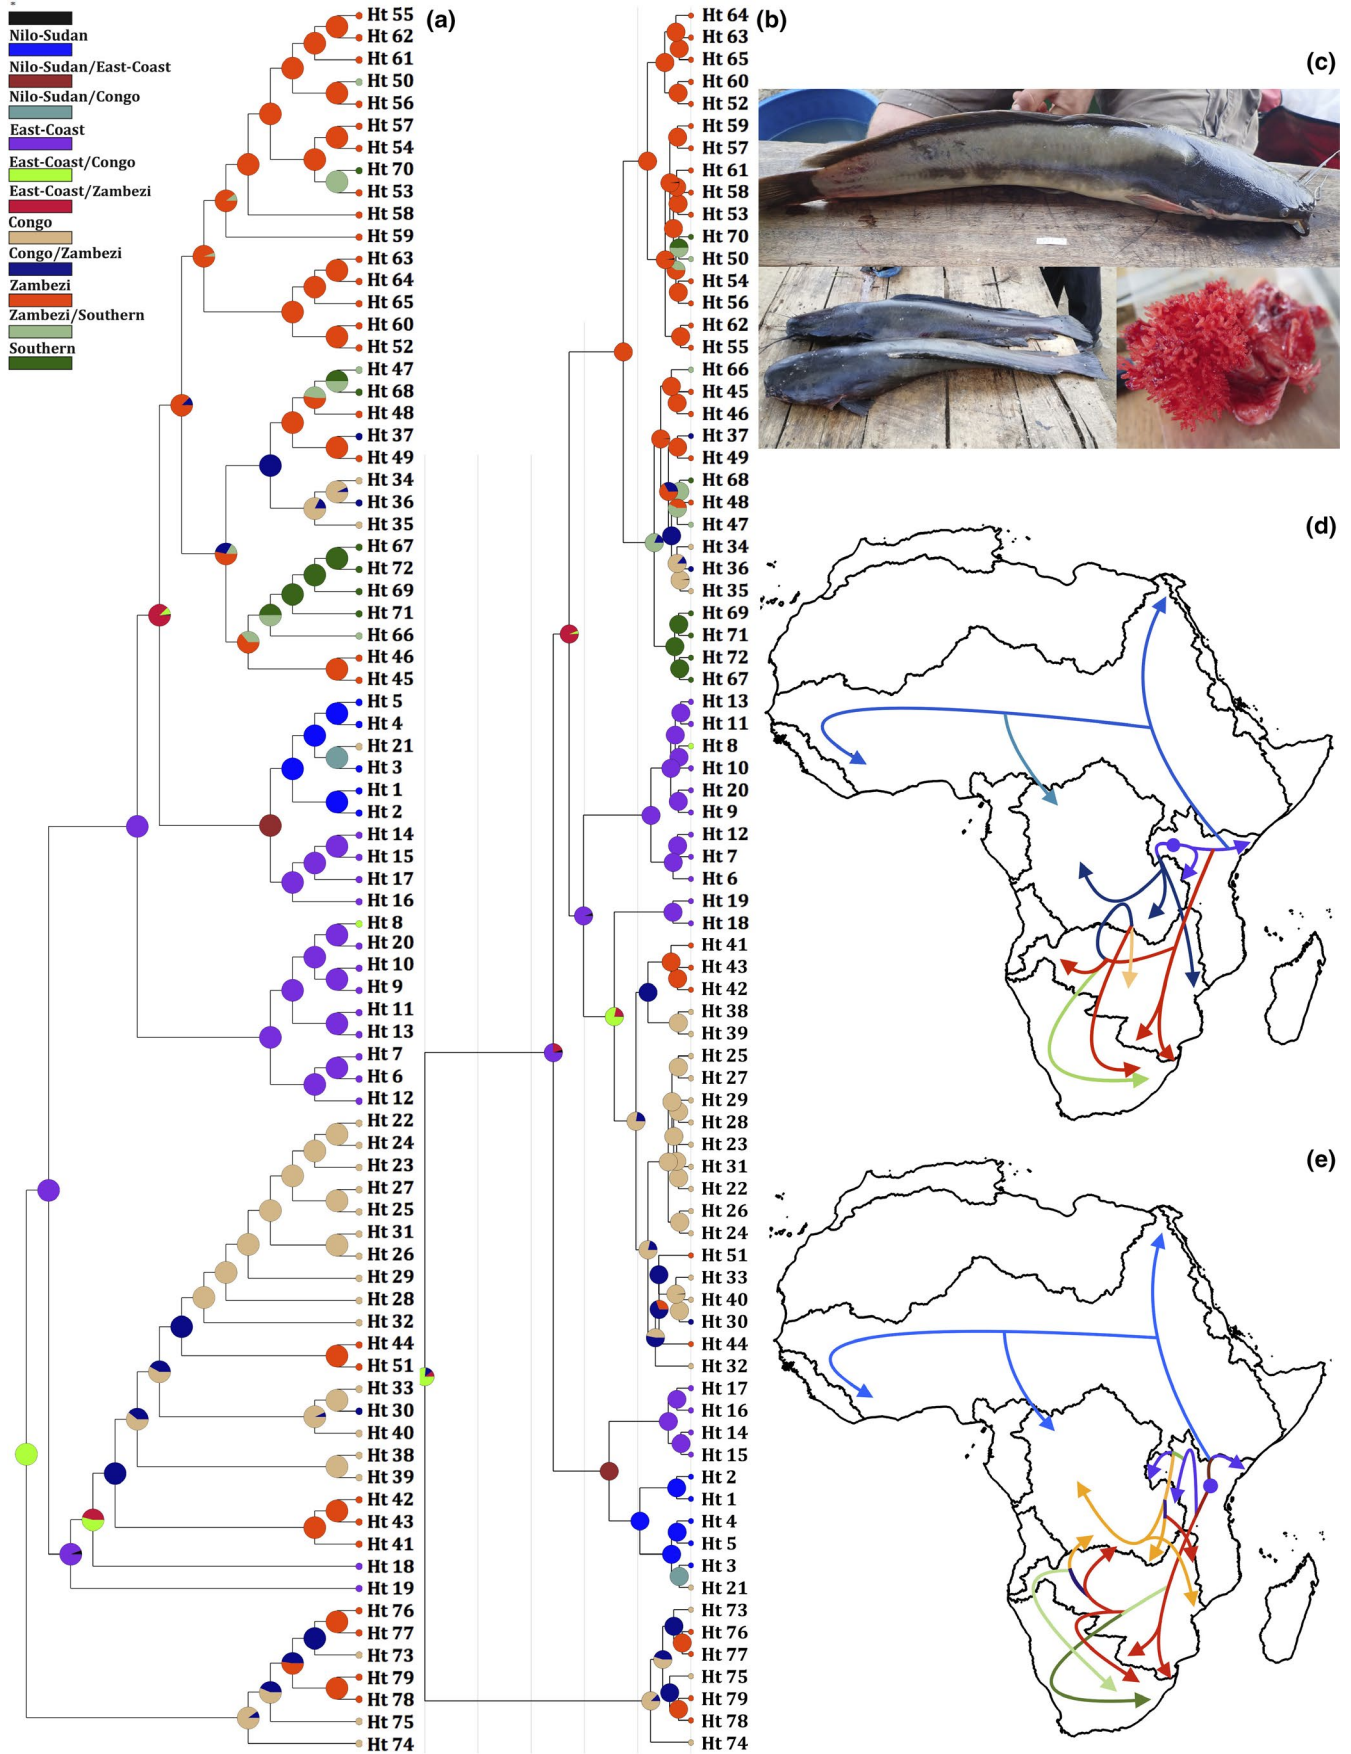 *
Nilo-Sudan
Nilo-Sudan/East-Coast
Nilo-Sudan/Congo
East-Coast
East-Coast/Congo
East-Coast/Zambezi
Congo
Congo/Zambezi
Zambezi
Zambezi/Southern
Southern
(a)
Ht 55
Ht 62
Ht 61
Ht 50
Ht 56
Ht 57
Ht 54
Ht 70
Ht 53
Ht 58
Ht 59
Ht 63
Ht 64
Ht 65
Ht 60
Ht 52
Ht 47
Ht 68
Ht 48
Ht 37
Ht 49
Ht 34
Ht 36
Ht 35
Ht 67
Ht 72
Ht 69
Ht 71
Ht 66
Ht 46
Ht 45
Ht 5
Ht 4
Ht 21
Ht 3
Ht 1
Ht 2
Ht 14
Ht 15
Ht 17
Ht 16
Ht 8
Ht 20
Ht 10
Ht 9
Ht 11
Ht 13
Ht 7
Ht 6
Ht 12
Ht 22
Ht 24
Ht 23
Ht 27
Ht 25
Ht 31
Ht 26
Ht 29
Ht 28
Ht 32
Ht 44
Ht 51
Ht 33
Ht 30
Ht 40
Ht 38
Ht 39
Ht 42
Ht 43
Ht 41
Ht 18
Ht 19
Ht 76
Ht 77
Ht 73
Ht 79
Ht 78
Ht 75
Ht 74
(b)
Ht 64
Ht 63
Ht 65
Ht 60
Ht 52
Ht 59
Ht 57
Ht 61
Ht 58
Ht 53
Ht 70
Ht 50
Ht 54
Ht 56
Ht 62
Ht 55
Ht 66
Ht 45
Ht 46
Ht 37
Ht 49
Ht 68
Ht 48
Ht 47
Ht 34
Ht 36
Ht 35
Ht 69
Ht 71
Ht 72
Ht 67
Ht 13
Ht 11
Ht 8
Ht 10
Ht 20
Ht 9
Ht 12
Ht 7
Ht 6
Ht 19
Ht 18
Ht 41
Ht 43
Ht 42
Ht 38
Ht 39
Ht 25
Ht 27
Ht 29
Ht 28
Ht 23
Ht 31
Ht 22
Ht 26
Ht 24
Ht 51
Ht 33
Ht 40
Ht 30
Ht 44
Ht 32
Ht 17
Ht 16
Ht 14
Ht 15
Ht 2
Ht 1
Ht 4
Ht 5
Ht 3
Ht 21
Ht 73
Ht 76
Ht 77
Ht 75
Ht 79
Ht 78
Ht 74
(c)
(d)
(e)